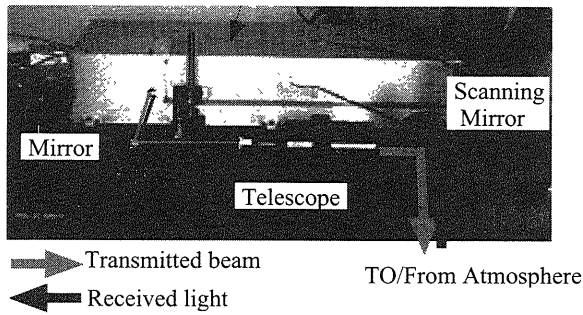 Scanning
Mirror
Mirror
Telescope
Transmitted beam
TO/From Atmosphere
Received light